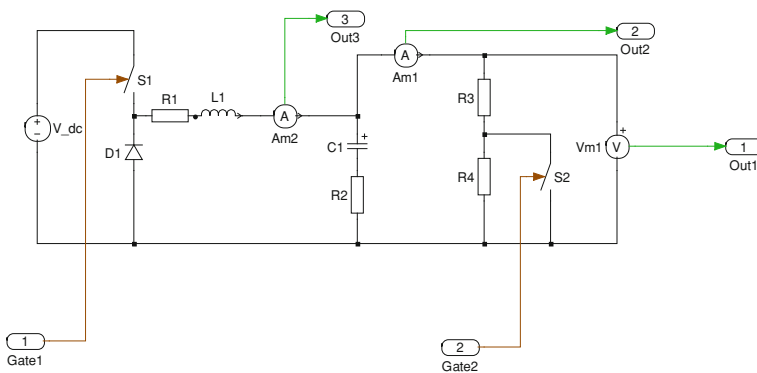 3
Out3
2
Out2
A
Am1
S1
R1
L1
A
Am2
R3
+
−
V_dc
D1
C1
+
R2
R4
S2
+
Vm1
V
1
Out1
1
Gate1
2
Gate2